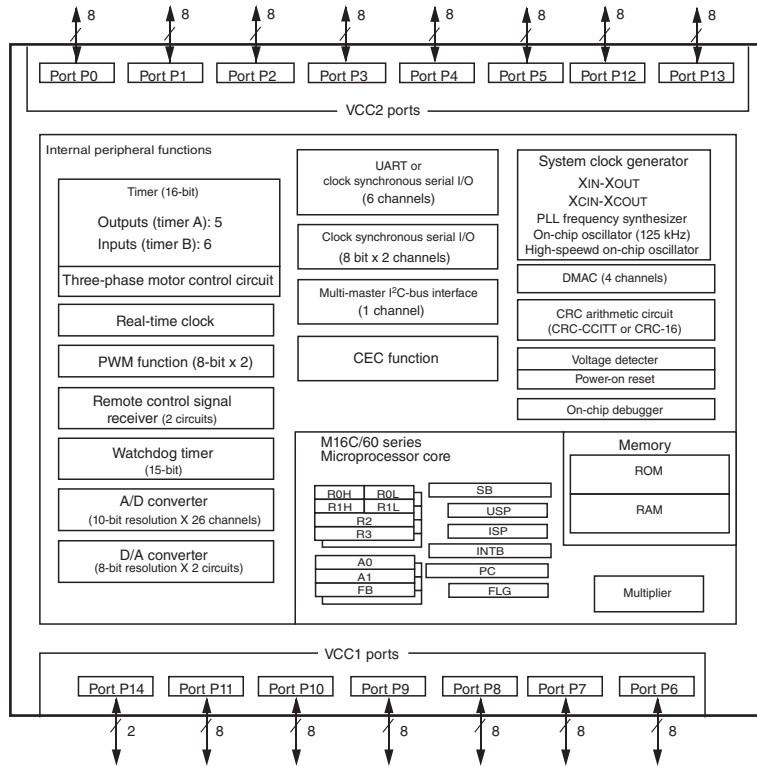 8 8 8 8 8 8 8 8
Port P0 Port P1 Port P2 Port P3 Port P4 Port P5 Port P12 Port P13
VCC2 ports
Internal peripheral functions
Timer (16-bit)
Outputs (timer A): 5
Inputs (timer B): 6
Three-phase motor control circuit
Real-time clock
PWM function (8-bit x 2)
Remote control signal
receiver (2 circuits)
Watchdog timer
(15-bit)
A/D converter
(10-bit resolution X 26 channels)
D/A converter
(8-bit resolution X 2 circuits)
UART or
clock synchronous serial I/O
(6 channels)
Clock synchronous serial I/O
(8 bit x 2 channels)
Multi-master I²C-bus interface
(1 channel)
CEC function
System clock generator
XIN-XOUT
XCIN-XCOUT
PLL frequency synthesizer
On-chip oscillator (125 kHz)
High-speewd on-chip oscillator
DMAC (4 channels)
CRC arithmetic circuit
(CRC-CCITT or CRC-16)
Voltage detecter
Power-on reset
On-chip debugger
M16C/60 series
Microprocessor core
R0H R0L
R1H R1L
R2
R3
A0
A1
FB
SB
USP
ISP
INTB
PC
FLG
Memory
ROM
RAM
Multiplier
VCC1 ports
Port P14 Port P11 Port P10 Port P9 Port P8 Port P7 Port P6
2 8 8 8 8 8 8